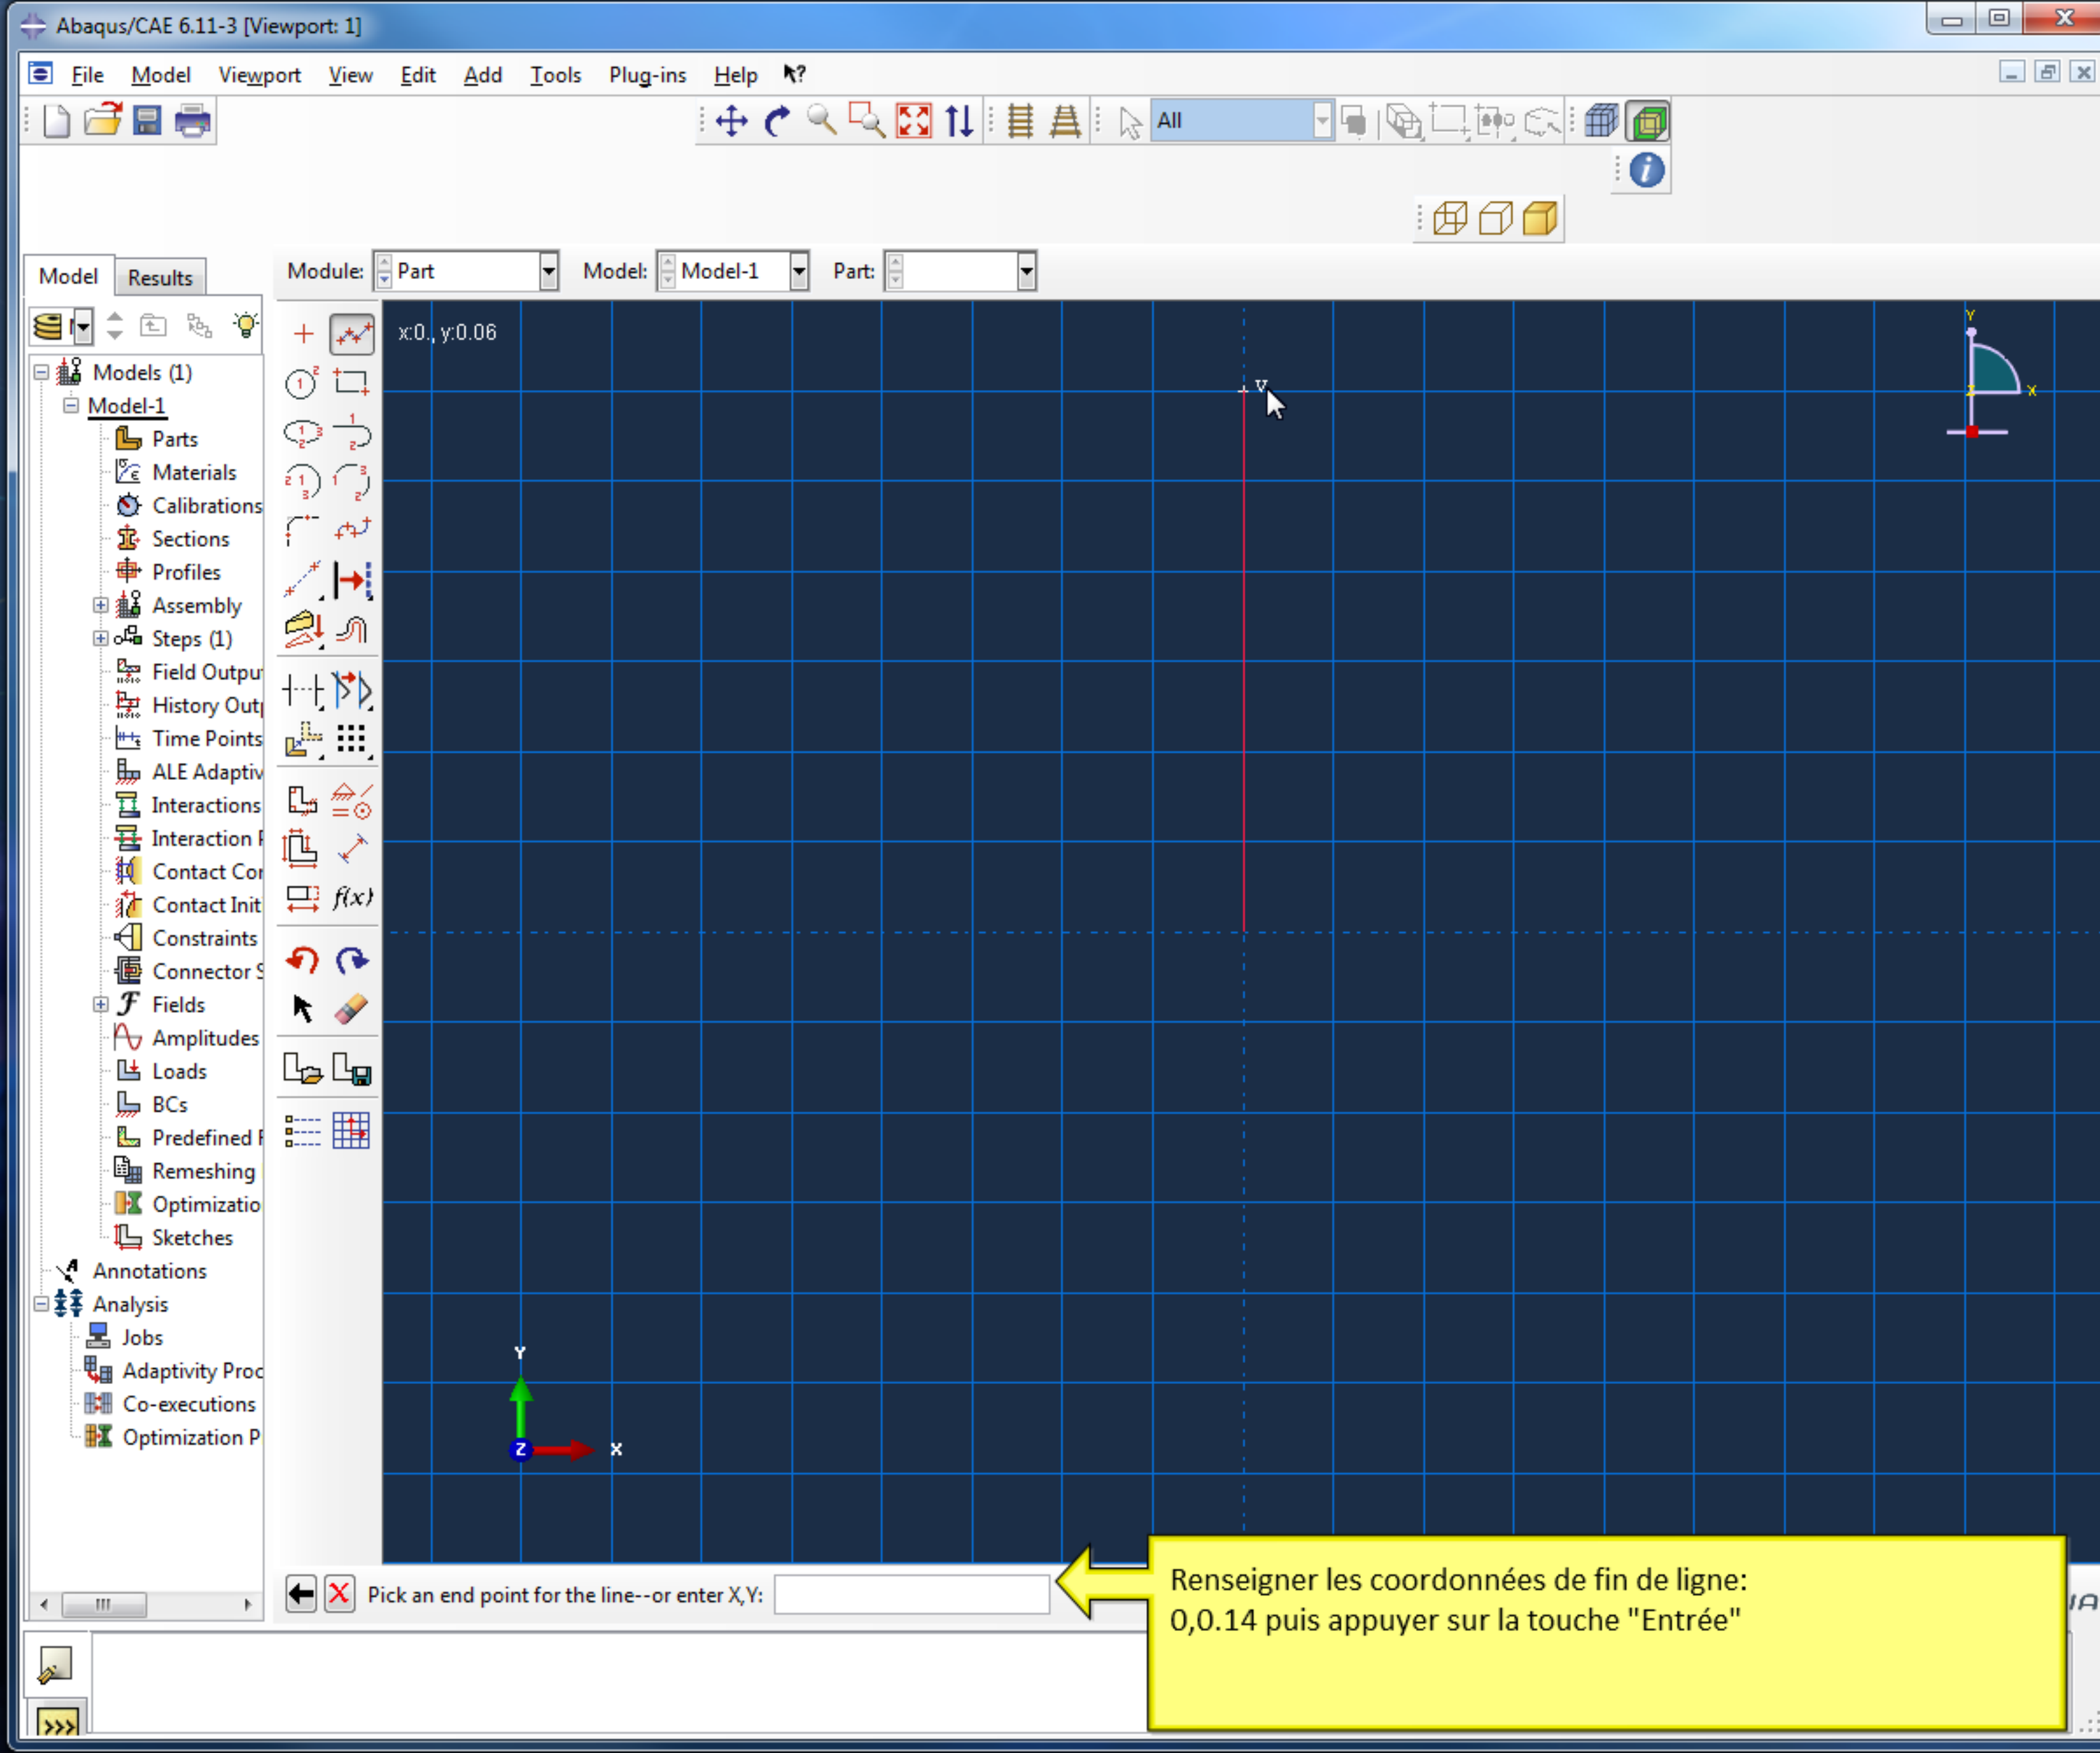 Abaqus/CAE 6.11-3 [Viewport: 1]
File Model Viewport View Edit Add Tools Plug-ins Help
All
Model Results
Module: Part Model: Model-1 Part:
x:0., y:0.06
Models (1)
Model-1
Parts
Materials
Calibrations
Sections
Profiles
Assembly
Steps (1)
Field Outpu
History Out
Time Points
ALE Adaptiv
Interactions
Interaction
Contact Con
Contact Init
Constraints
Connector S
Fields
Amplitudes
Loads
BCs
Predefined F
Remeshing
Optimizatio
Sketches
Annotations
Analysis
Jobs
Adaptivity Proc
Co-executions
Optimization P
f(x)
Y
X
Y
Z
X
Pick an end point for the line--or enter X,Y:
Renseigner les coordonnées de fin de ligne:
0,0.14 puis appuyer sur la touche "Entrée"
>>>